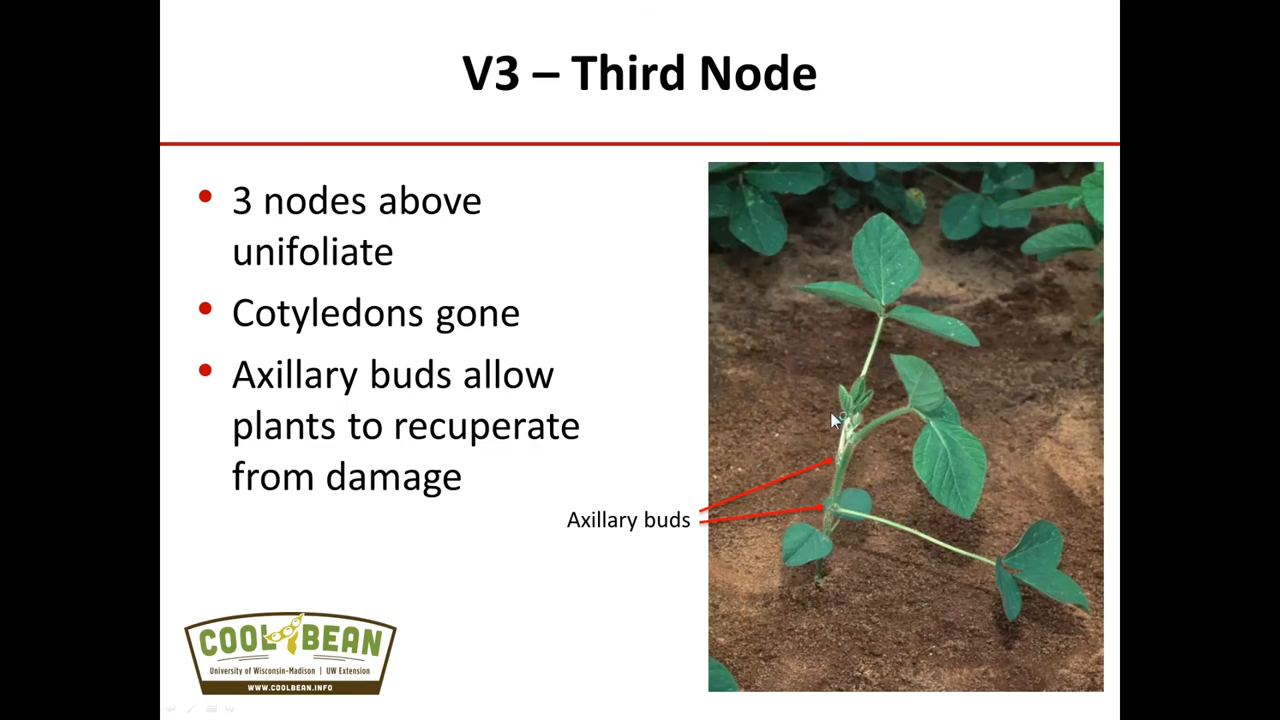 V3 – Third Node
• 3 nodes above
unifoliate
• Cotyledons gone
• Axillary buds allow
plants to recuperate
from damage
Axillary buds
COOL BEAN
University of Wisconsin-Madison | UW Extension
WWW.COOLBEAN.INFO